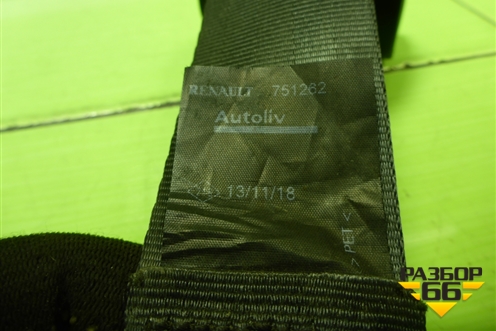 RENAULT 751262
Autoliv
13/11/18
> PET <
РАЗБОР
66